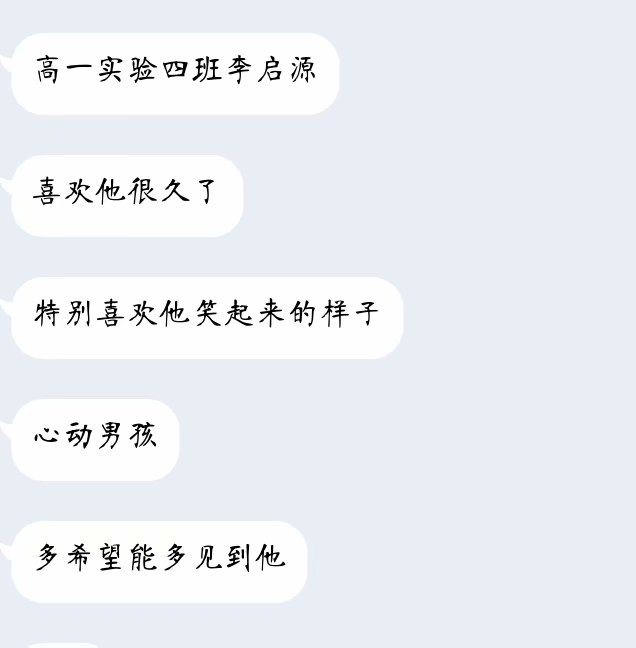 高一实验四班李启源
喜欢他很久了
特别喜欢他笑起来的样子
心动男孩
多希望能多见到他